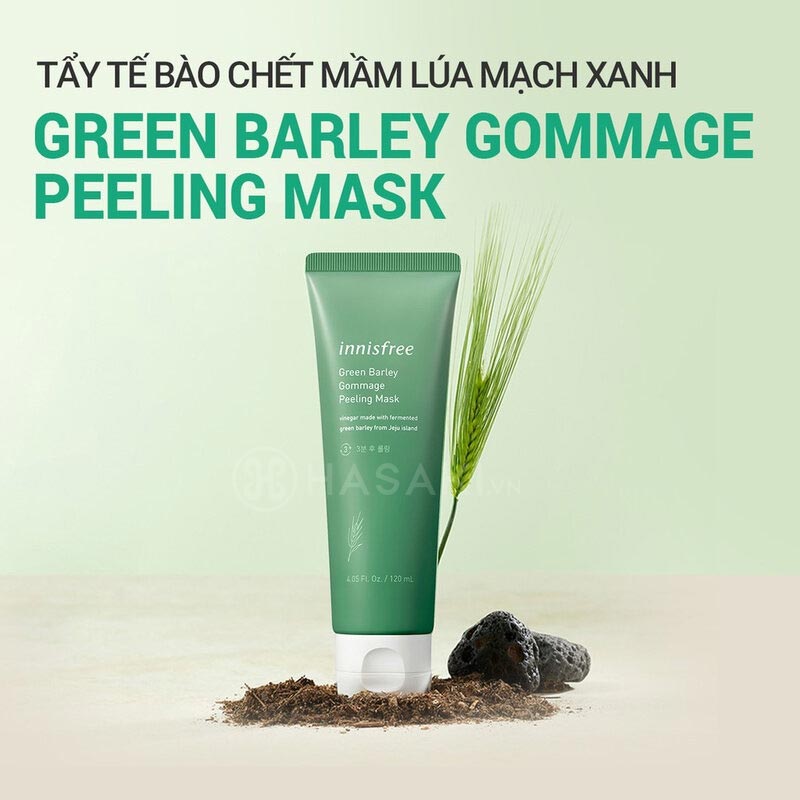 TẨY TẾ BÀO CHẾT MẦM LÚA MẠCH XANH
GREEN BARLEY GOMMAGE
PEELING MASK
innisfree
Green Barley
Gommage
Peeling Mask
vinegar made with fermented
green barley from Jeju island
3+ 3분 후 롤링
HASAKI.VN
4.05 Fl. Oz. / 120 mL